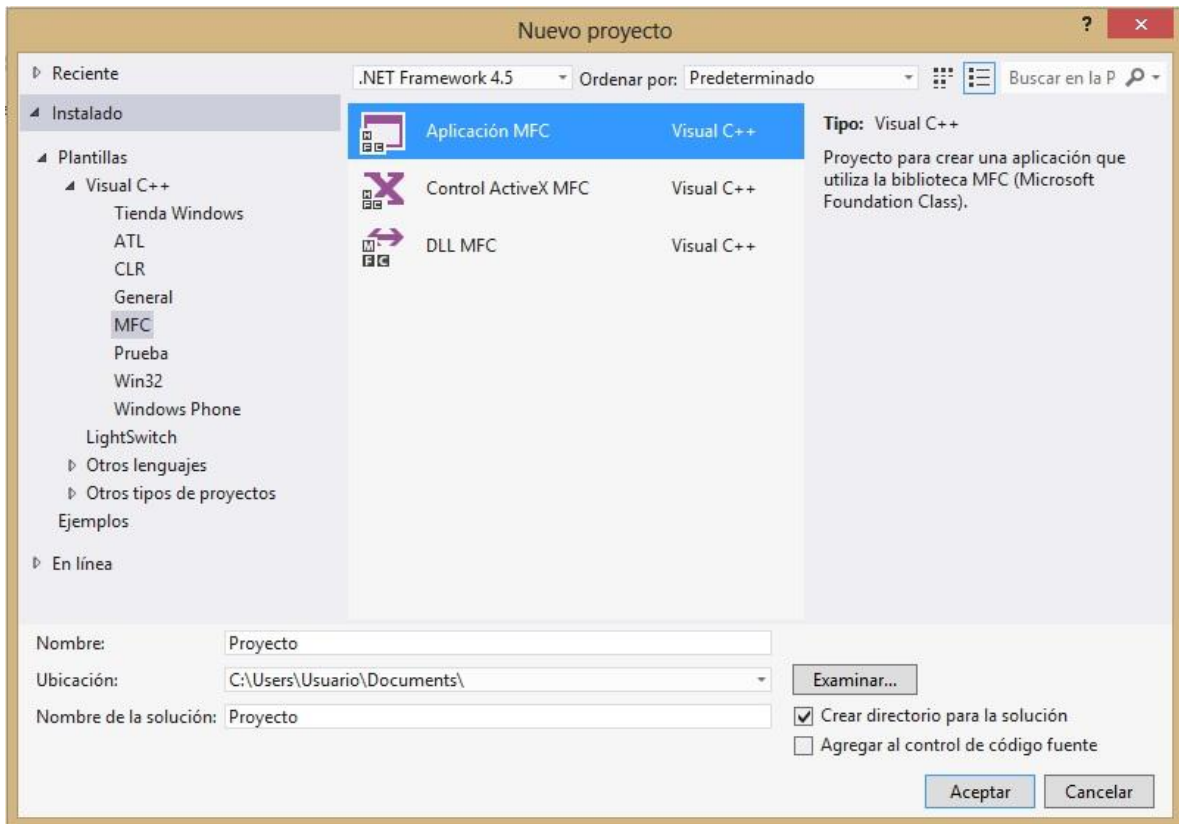 Nuevo proyecto
?
Reciente
.NET Framework 4.5
Ordenar por: Predeterminado
Buscar en la P
Instalado
Plantillas
Visual C++
Tienda Windows
ATL
CLR
General
MFC
Prueba
Win32
Windows Phone
LightSwitch
Otros lenguajes
Otros tipos de proyectos
Ejemplos
En línea
Aplicación MFC Visual C++
Control ActiveX MFC Visual C++
DLL MFC Visual C++
Tipo: Visual C++
Proyecto para crear una aplicación que
utiliza la biblioteca MFC (Microsoft
Foundation Class).
Nombre: Proyecto
Ubicación: C:\Users\Usuario\Documents\
Examinar...
Nombre de la solución: Proyecto
Crear directorio para la solución
Agregar al control de código fuente
Aceptar
Cancelar